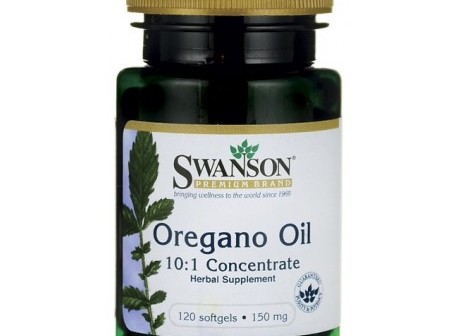 SWANSON®
PREMIUM BRAND
bringing wellness to the world since 1969
Oregano Oil
10:1 Concentrate
Herbal Supplement
120 softgels • 150 mg
GUARANTEED